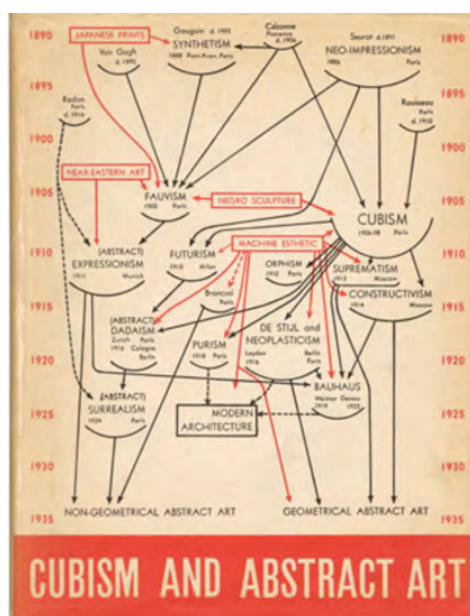 1890
JAPANESE PRINTS
Gauguin d. 1903
SYNTHETISM
1888 Pont-Aven, Paris
Cézanne
Provence
d. 1906
Seurat d. 1891
NEO-IMPRESSIONISM
1886 Paris
1890
Van Gogh
d. 1890
1895
1895
Redon
Paris
d. 1916
Rousseau
Paris
d. 1910
1900
1900
NEAR-EASTERN ART
1905
FAUVISM
1905 Paris
NEGRO SCULPTURE
CUBISM
1906-08 Paris
1905
1910
(ABSTRACT)
EXPRESSIONISM
1911 Munich
FUTURISM
1910 Milan
MACHINE ESTHETIC
ORPHISM
1912 Paris
SUPREMATISM
1913 Moscow
1910
Brancusi
Paris
CONSTRUCTIVISM
1914 Moscow
1915
1915
(ABSTRACT)
DADAISM
Zurich Paris
1916 Cologne
Berlin
PURISM
1918 Paris
DE STIJL and
NEOPLASTICISM
Leyden Berlin
1916 Paris
1920
1920
BAUHAUS
Weimar Dessau
1919 1925
1925
(ABSTRACT)
SURREALISM
1924 Paris
MODERN
ARCHITECTURE
1925
1930
1930
NON-GEOMETRICAL ABSTRACT ART
GEOMETRICAL ABSTRACT ART
1935
1935
CUBISM AND ABSTRACT ART